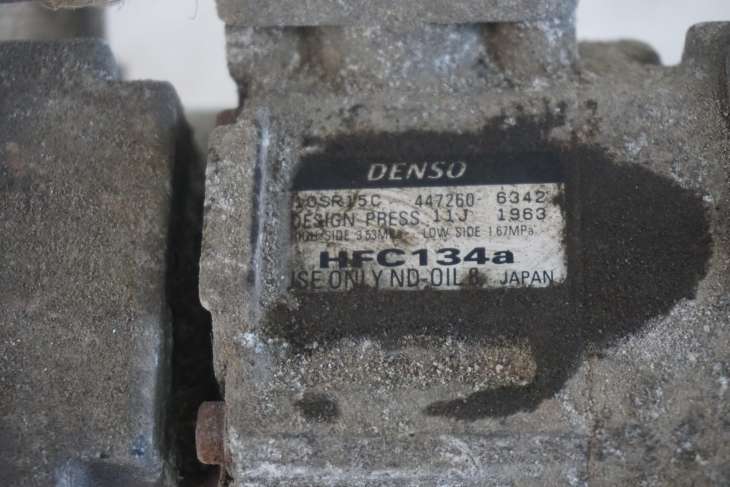 DENSO
10SR15C 447260-6342
DESIGN PRESS 11J 1963
HIGH SIDE 3.53MPa LOW SIDE 1.67MPa
HFC134a
USE ONLY ND-OIL 8, JAPAN